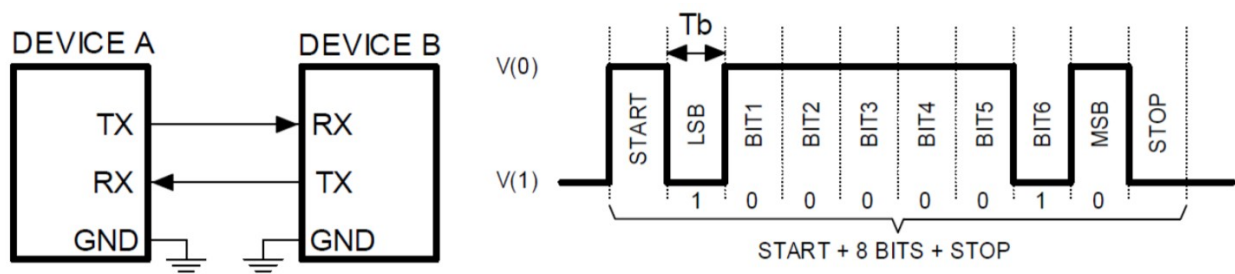 DEVICE A
DEVICE B
TX
RX
RX
TX
GND
GND
Tb
V(0)
V(1)
START
LSB
BIT1
BIT2
BIT3
BIT4
BIT5
BIT6
MSB
STOP
1 0 0 0 0 0 1 0
START + 8 BITS + STOP